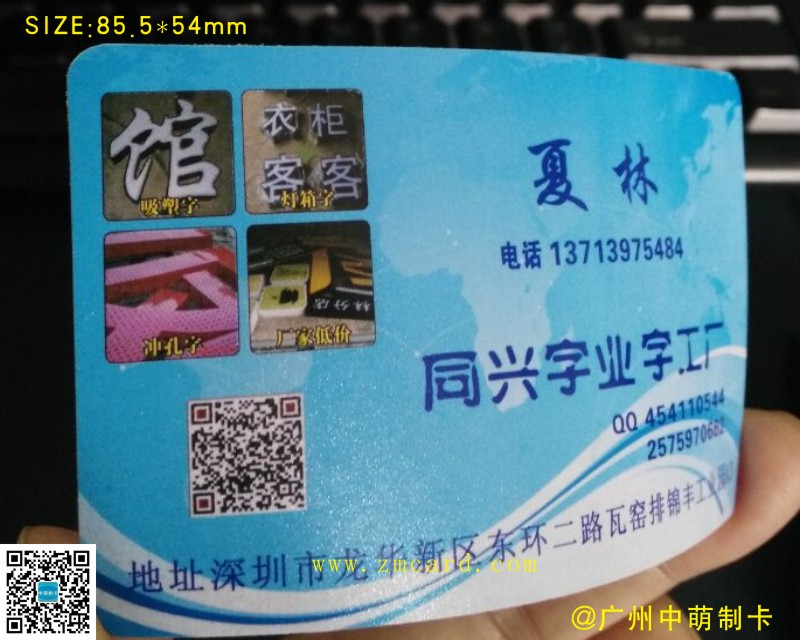 SIZE:85.5*54mm
馆
吸塑字
衣柜
客客
灯箱字
冲孔字
厂家低价
夏林
电话 13713975484
同兴字业字工厂
QQ 454110544
2575970682
地址深圳市龙华新区东环二路瓦窑排锦丰工业园
www.zmcard.com
@广州中萌制卡